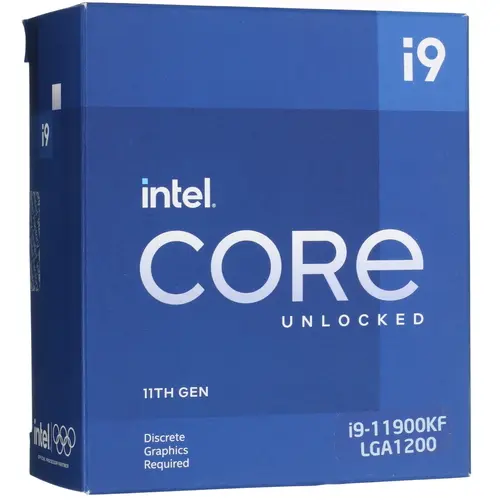 i9
i9
intel.
CORE
UNLOCKED
11TH GEN
Discrete
Graphics
Required
i9-11900KF
LGA1200
intel